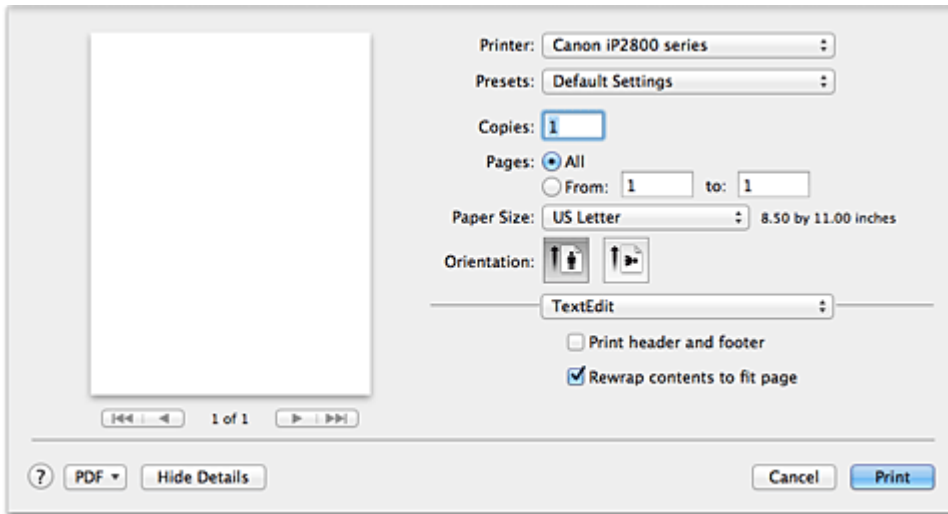 Printer: Canon iP2800 series
Presets: Default Settings
Copies: 1
Pages: All
From: 1 to: 1
Paper Size: US Letter 8.50 by 11.00 inches
Orientation:
TextEdit
Print header and footer
Rewrap contents to fit page
1 of 1
? PDF Hide Details Cancel Print